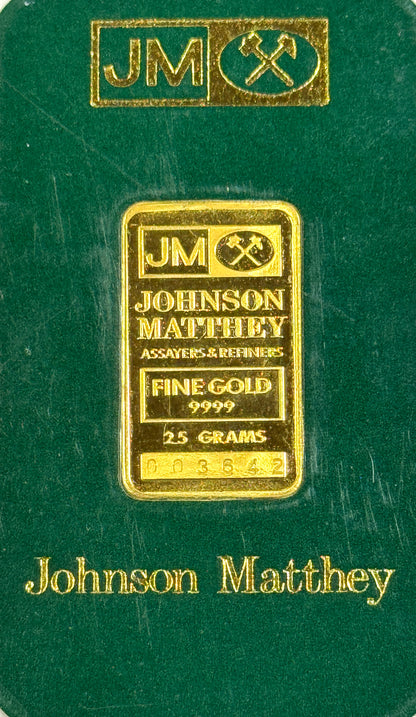 JM
JM
JOHNSON
MATTHEY
ASSAYERS & REFINERS
FINE GOLD
9999
2.5 GRAMS
003642
Johnson Matthey